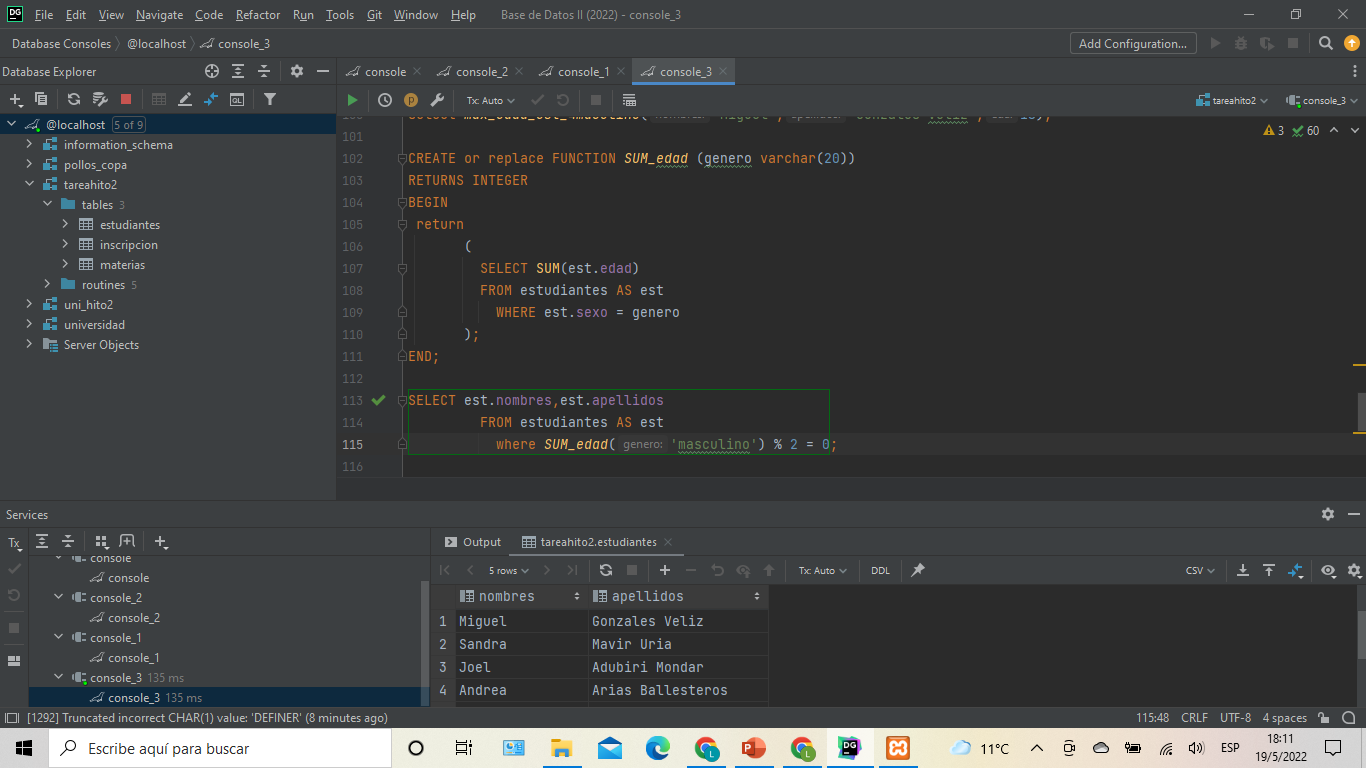 DG File Edit View Navigate Code Refactor Run Tools Git Window Help Base de Datos II (2022) - console_3
Database Consoles @localhost console_3 Add Configuration...
Database Explorer
console console_2 console_1 console_3
Tx: Auto tareahito2 console_3
@localhost 5 of 9
information_schema
pollos_copa
tareahito2
tables 3
estudiantes
inscripcion
materias
routines 5
uni_hito2
universidad
Server Objects
3 60
101
102 CREATE or replace FUNCTION SUM_edad (genero varchar(20))
103 RETURNS INTEGER
104 BEGIN
105 return
106 (
107 SELECT SUM(est.edad)
108 FROM estudiantes AS est
109 WHERE est.sexo = genero
110 );
111 END;
112
113 SELECT est.nombres,est.apellidos
114 FROM estudiantes AS est
115 where SUM_edad( genero: 'masculino') % 2 = 0;
116
Services
Tx
console
console
console_2
console_2
console_1
console_1
console_3 135 ms
console_3 135 ms
Output tareahito2.estudiantes
5 rows Tx: Auto DDL CSV
nombres apellidos
1 Miguel Gonzales Veliz
2 Sandra Mavir Uria
3 Joel Adubiri Mondar
4 Andrea Arias Ballesteros
[1292] Truncated incorrect CHAR(1) value: 'DEFINER' (8 minutes ago) 115:48 CRLF UTF-8 4 spaces
Escribe aquí para buscar
11°C ESP
18:11
19/5/2022